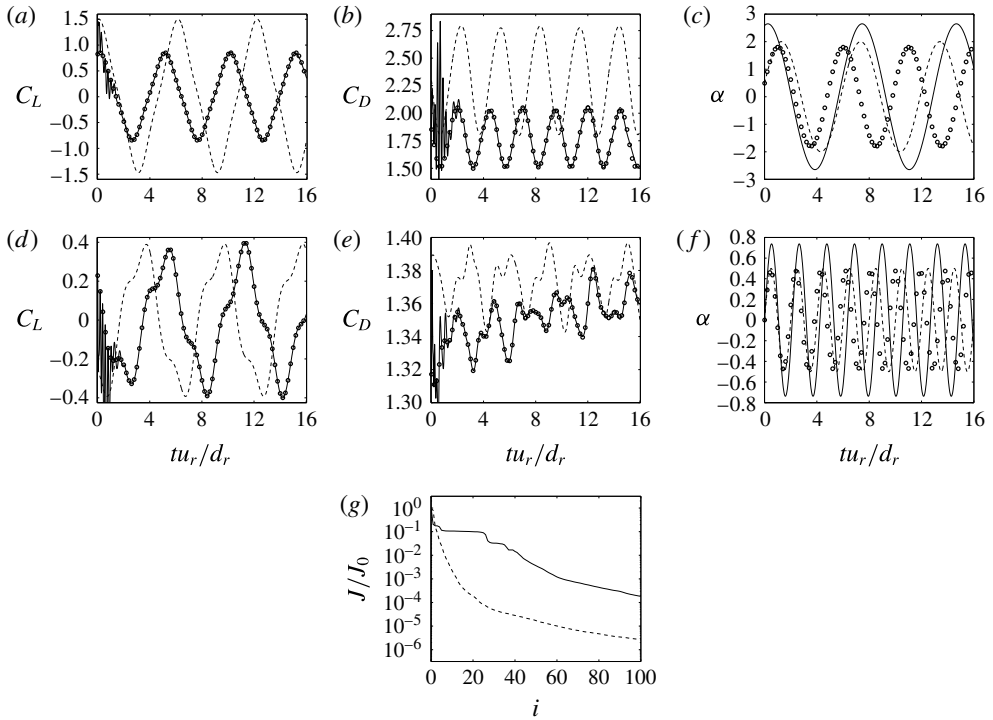 (a)
1.5
1.0
0.5
0
−0.5
−1.0
−1.5
C_L
0 4 8 12 16
(b)
2.75
2.50
2.25
2.00
1.75
1.50
C_D
0 4 8 12 16
(c)
3
2
1
0
−1
−2
−3
α
0 4 8 12 16
(d)
0.4
0.2
0
−0.2
−0.4
C_L
0 4 8 12 16
tu_r/d_r
(e)
1.40
1.38
1.36
1.34
1.32
1.30
C_D
0 4 8 12 16
tu_r/d_r
(f)
0.8
0.6
0.4
0.2
0
−0.2
−0.4
−0.6
−0.8
α
0 4 8 12 16
tu_r/d_r
(g)
10^0
10^−1
10^−2
10^−3
10^−4
10^−5
10^−6
J/J_0
0 20 40 60 80 100
i